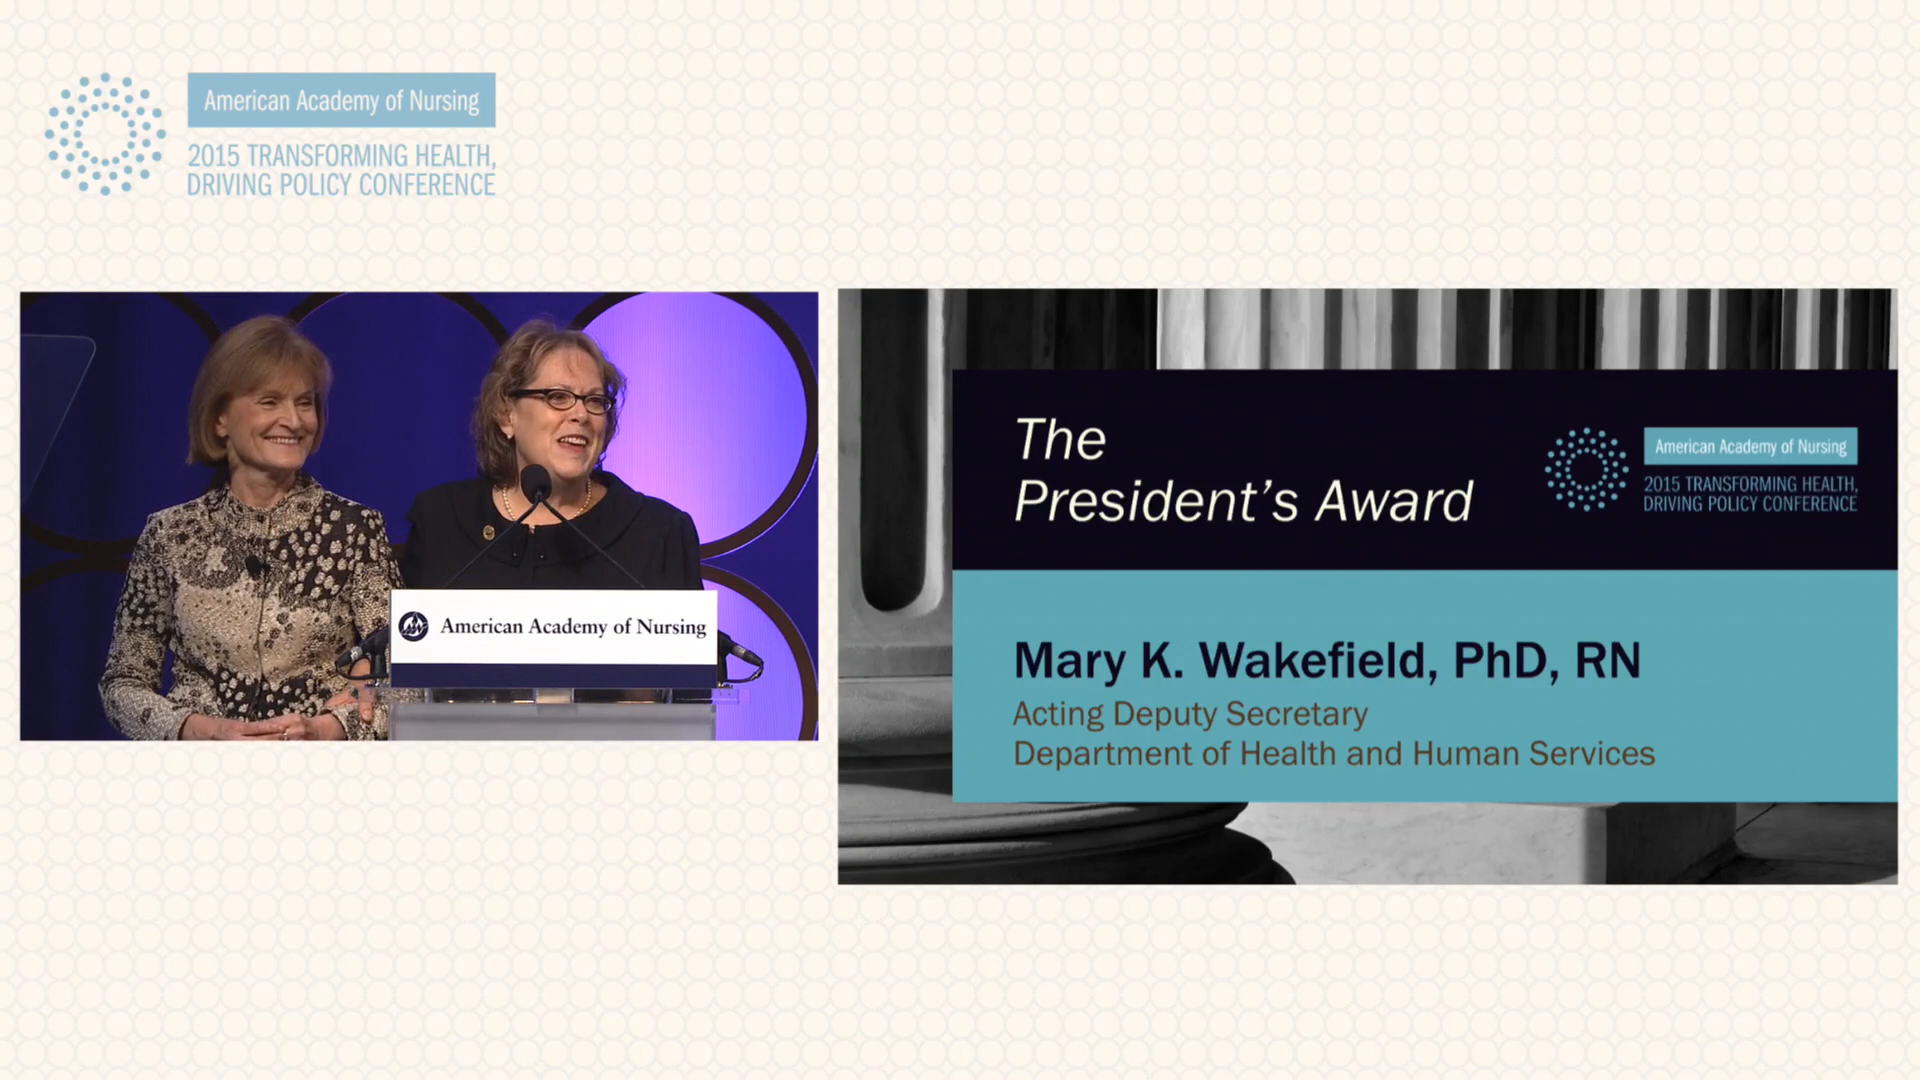 American Academy of Nursing
2015 TRANSFORMING HEALTH,
DRIVING POLICY CONFERENCE
American Academy of Nursing
The
President's Award
American Academy of Nursing
2015 TRANSFORMING HEALTH,
DRIVING POLICY CONFERENCE
Mary K. Wakefield, PhD, RN
Acting Deputy Secretary
Department of Health and Human Services